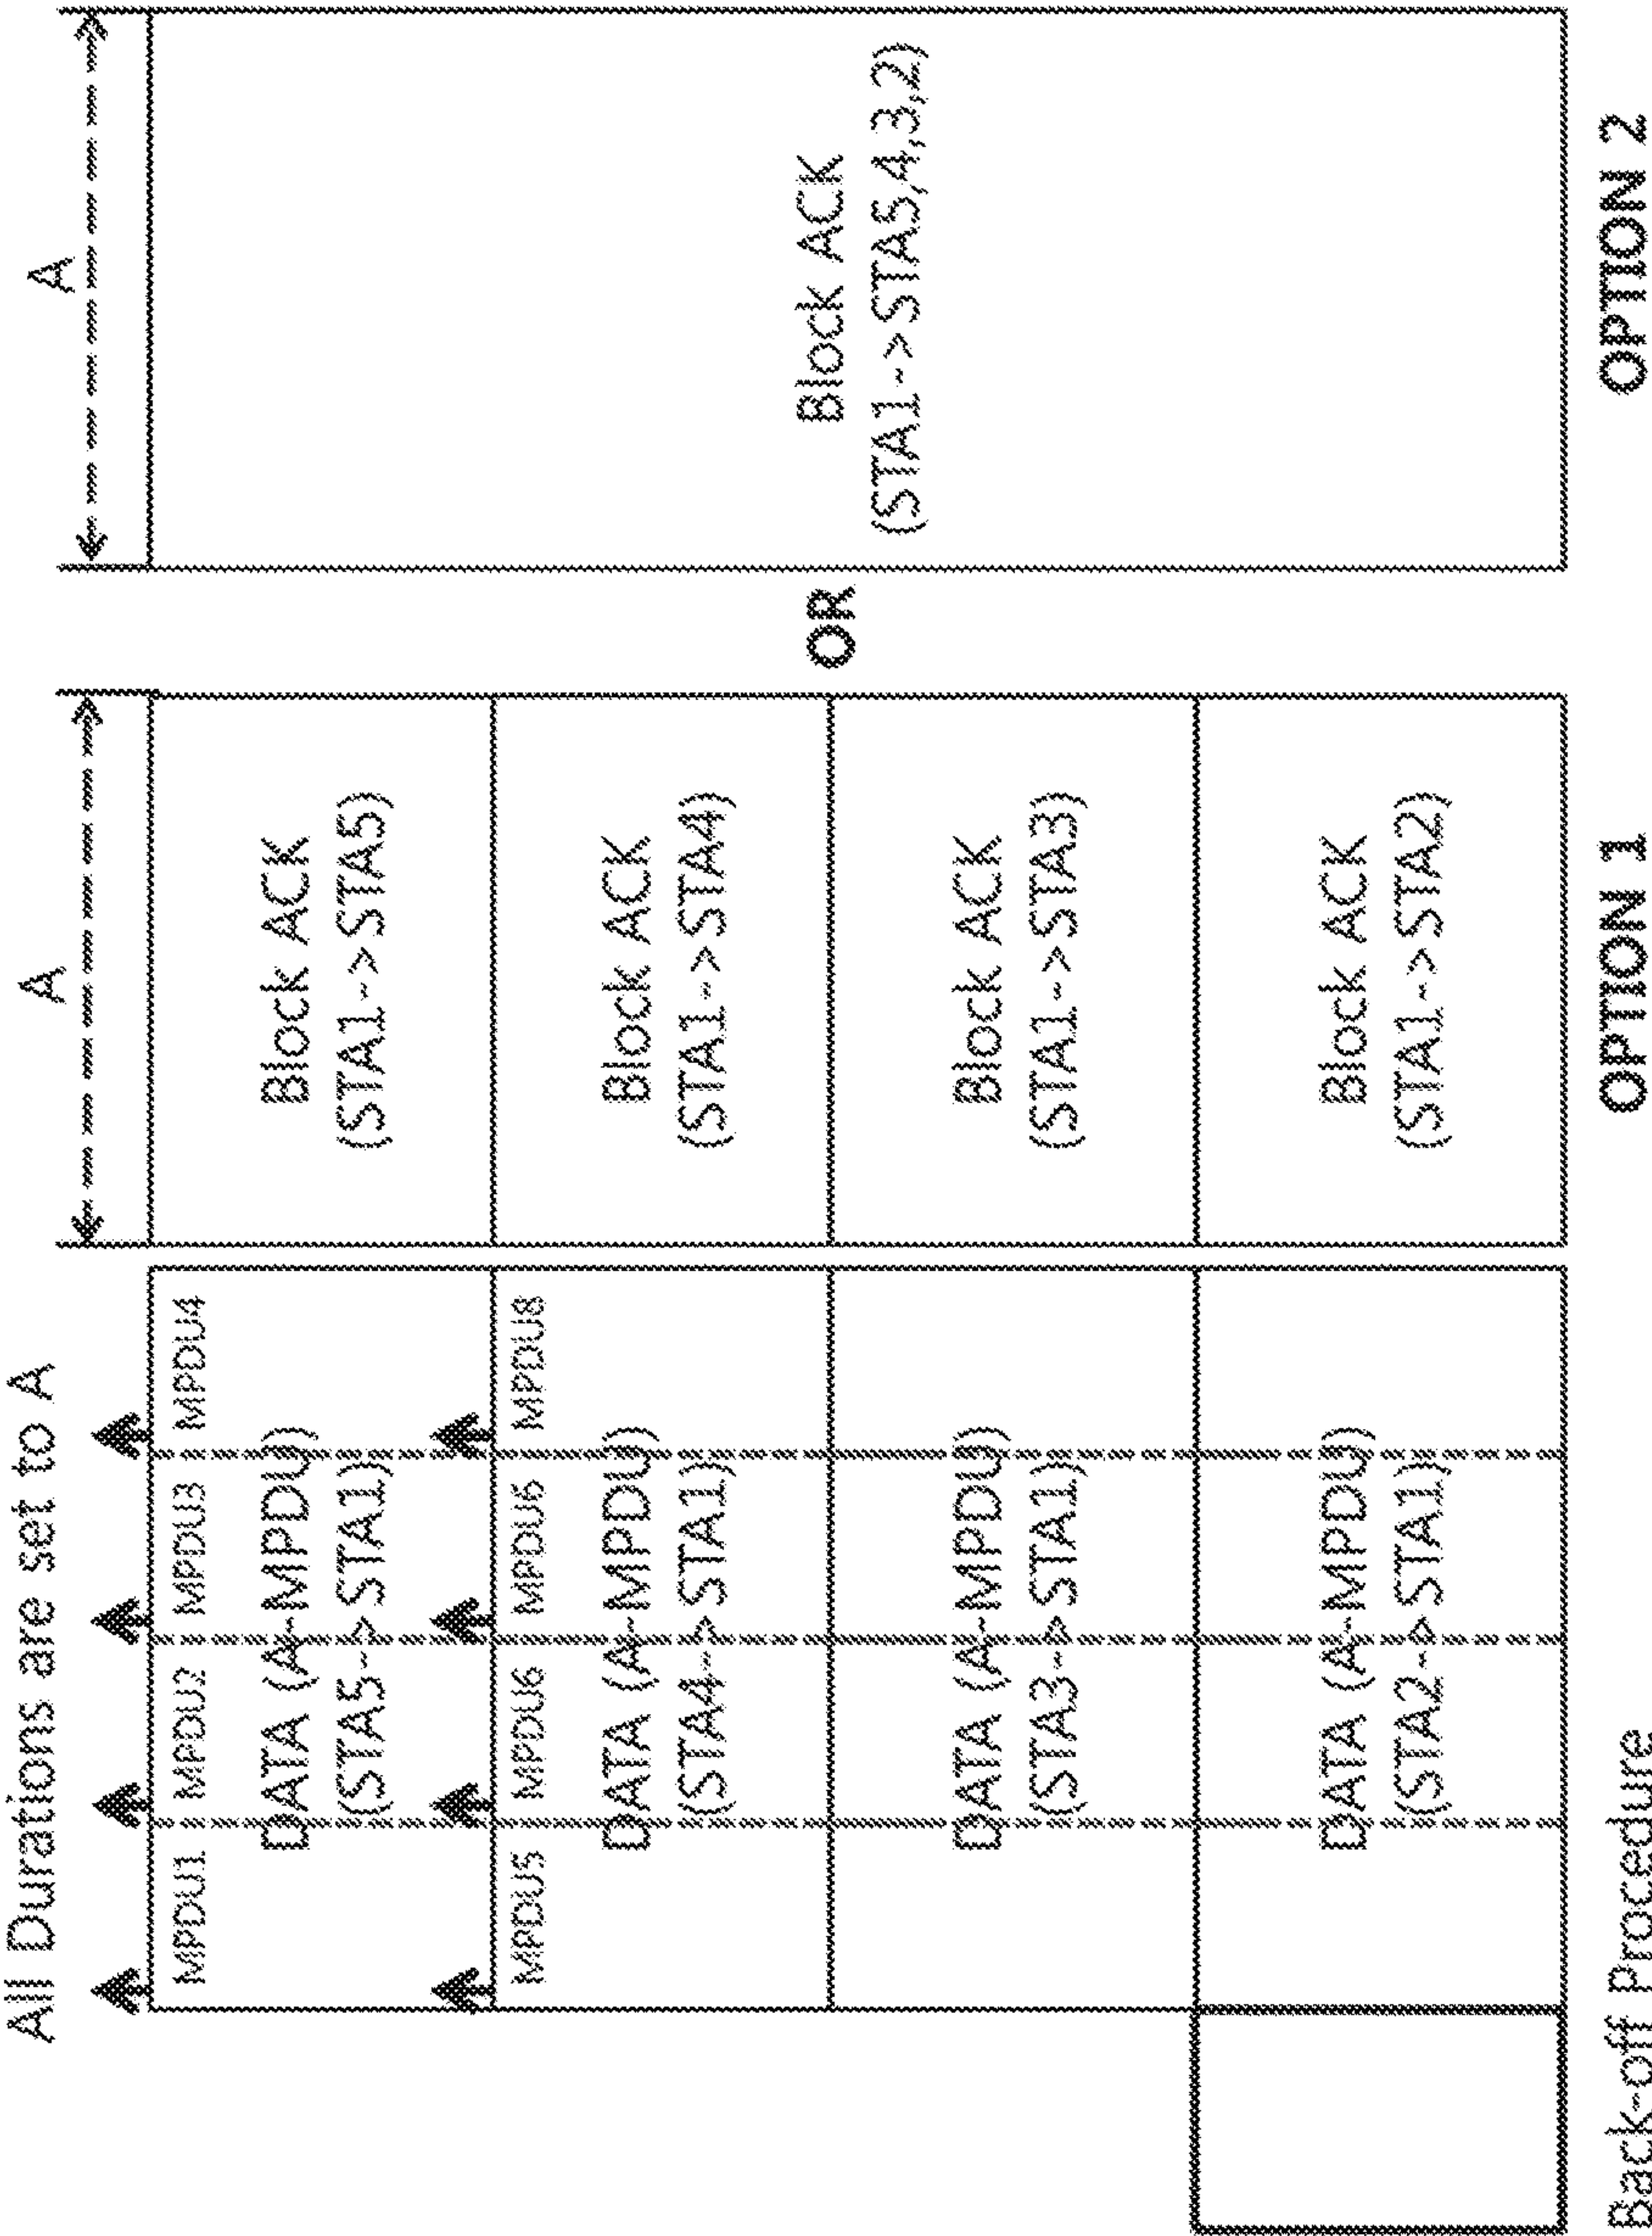 All Durations are set to A
A
A
MPDU1
MPDU2
MPDU3
MPDU4
DATA (A-MPDU)
(STA5->STA1)
Block ACK
(STA1->STA5)
MPDU5
MPDU6
MPDU6
MPDU8
DATA (A-MPDU)
(STA4->STA1)
Block ACK
(STA1->STA4)
DATA (A-MPDU)
(STA3->STA1)
Block ACK
(STA1->STA3)
DATA (A-MPDU)
(STA2->STA1)
Block ACK
(STA1->STA2)
OR
Block ACK
(STA1->STA5,4,3,2)
Back-off Procedure
OPTION 1
OPTION 2